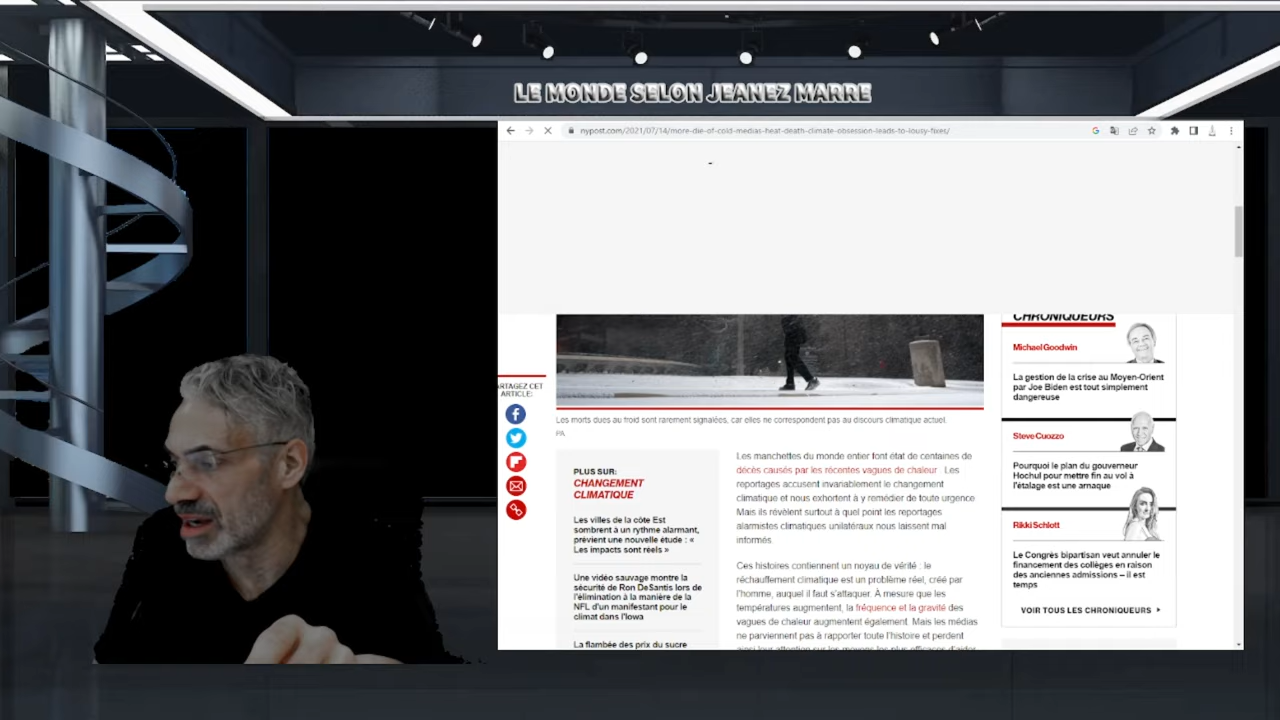 LE MONDE SELON JEANEZ MARRE
nypost.com/2021/07/14/more-die-of-cold-medias-heat-death-climate-obsession-leads-to-lousy-fixes/
CHRONIQUEURS
Michael Goodwin
La gestion de la crise au Moyen-Orient
par Joe Biden est tout simplement
dangereuse
Steve Cuozzo
Pourquoi le plan du gouverneur
Hochul pour mettre fin au vol à
l'étalage est une arnaque
Rikki Schlott
Le Congrès bipartisan veut annuler le
financement des collèges en raison
des anciennes admissions – il est
temps
VOIR TOUS LES CHRONIQUEURS
ARTAGEZ CET
ARTICLE:
Les morts dues au froid sont rarement signalées, car elles ne correspondent pas au discours climatique actuel.
PA
PLUS SUR:
CHANGEMENT
CLIMATIQUE
Les villes de la côte Est
sombrent à un rythme alarmant,
prévient une nouvelle étude : «
Les impacts sont réels »
Une vidéo sauvage montre la
sécurité de Ron DeSantis lors de
l'élimination à la manière de la
NFL d'un manifestant pour le
climat dans l'Iowa
La flambée des prix du sucre
Les manchettes du monde entier font état de centaines de
décès causés par les récentes vagues de chaleur . Les
reportages accusent invariablement le changement
climatique et nous exhortent à y remédier de toute urgence
Mais ils révèlent surtout à quel point les reportages
alarmistes climatiques unilatéraux nous laissent mal
informés.
Ces histoires contiennent un noyau de vérité : le
réchauffement climatique est un problème réel, créé par
l'homme, auquel il faut s'attaquer. À mesure que les
températures augmentent, la fréquence et la gravité des
vagues de chaleur augmentent également. Mais les médias
ne parviennent pas à rapporter toute l'histoire et perdent
ainsi leur attention sur les moyens les plus efficaces d'aider